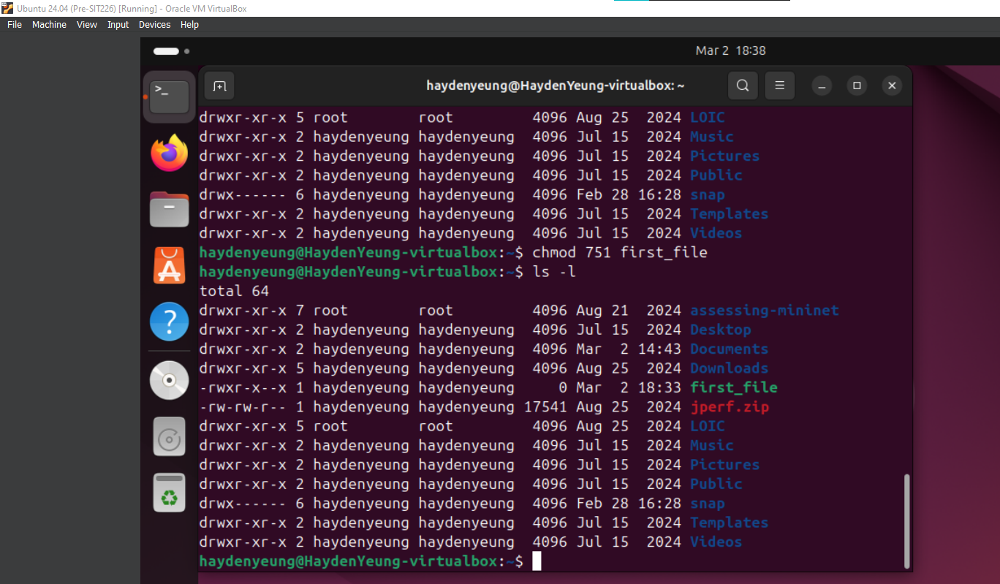 Ubuntu 24.04 (Pre-SIT226) [Running] - Oracle VM VirtualBox
File Machine View Input Devices Help
Mar 2 18:38
haydenyeung@HaydenYeung-virtualbox: ~
drwxr-xr-x 5 root        root         4096 Aug 25  2024 LOIC
drwxr-xr-x 2 haydenyeung haydenyeung  4096 Jul 15  2024 Music
drwxr-xr-x 2 haydenyeung haydenyeung  4096 Jul 15  2024 Pictures
drwxr-xr-x 2 haydenyeung haydenyeung  4096 Jul 15  2024 Public
drwx------ 6 haydenyeung haydenyeung  4096 Feb 28 16:28 snap
drwxr-xr-x 2 haydenyeung haydenyeung  4096 Jul 15  2024 Templates
drwxr-xr-x 2 haydenyeung haydenyeung  4096 Jul 15  2024 Videos
haydenyeung@HaydenYeung-virtualbox:~$ chmod 751 first_file
haydenyeung@HaydenYeung-virtualbox:~$ ls -l
total 64
drwxr-xr-x 7 root        root         4096 Aug 21  2024 assessing-mininet
drwxr-xr-x 2 haydenyeung haydenyeung  4096 Jul 15  2024 Desktop
drwxr-xr-x 2 haydenyeung haydenyeung  4096 Mar  2 14:43 Documents
drwxr-xr-x 5 haydenyeung haydenyeung  4096 Aug 25  2024 Downloads
-rwxr-x--x 1 haydenyeung haydenyeung     0 Mar  2 18:33 first_file
-rw-rw-r-- 1 haydenyeung haydenyeung 17541 Aug 25  2024 jperf.zip
drwxr-xr-x 5 root        root         4096 Aug 25  2024 LOIC
drwxr-xr-x 2 haydenyeung haydenyeung  4096 Jul 15  2024 Music
drwxr-xr-x 2 haydenyeung haydenyeung  4096 Jul 15  2024 Pictures
drwxr-xr-x 2 haydenyeung haydenyeung  4096 Jul 15  2024 Public
drwx------ 6 haydenyeung haydenyeung  4096 Feb 28 16:28 snap
drwxr-xr-x 2 haydenyeung haydenyeung  4096 Jul 15  2024 Templates
drwxr-xr-x 2 haydenyeung haydenyeung  4096 Jul 15  2024 Videos
haydenyeung@HaydenYeung-virtualbox:~$